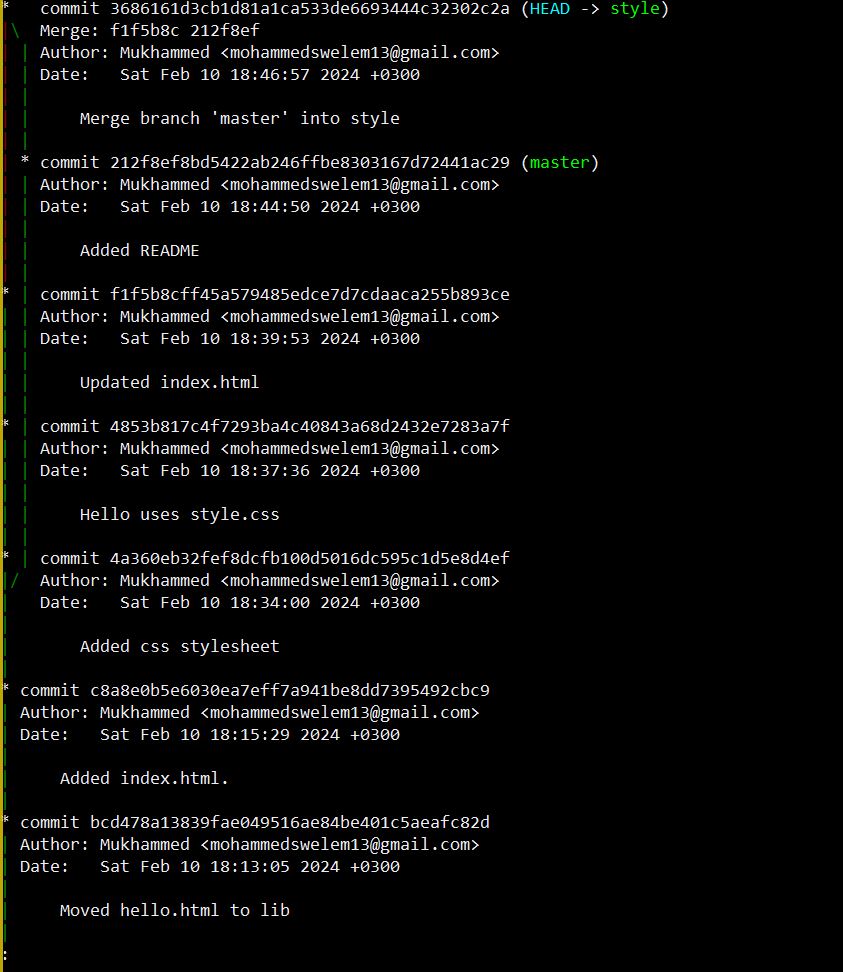 *   commit 3686161d3cb1d81a1ca533de6693444c32302c2a (HEAD -> style)
|\  Merge: f1f5b8c 212f8ef
| | Author: Mukhammed <mohammedswelem13@gmail.com>
| | Date:   Sat Feb 10 18:46:57 2024 +0300
| |
| |     Merge branch 'master' into style
| |
| * commit 212f8ef8bd5422ab246ffbe8303167d72441ac29 (master)
| | Author: Mukhammed <mohammedswelem13@gmail.com>
| | Date:   Sat Feb 10 18:44:50 2024 +0300
| |
| |     Added README
| |
* | commit f1f5b8cff45a579485edce7d7cdaaca255b893ce
| | Author: Mukhammed <mohammedswelem13@gmail.com>
| | Date:   Sat Feb 10 18:39:53 2024 +0300
| |
| |     Updated index.html
| |
* | commit 4853b817c4f7293ba4c40843a68d2432e7283a7f
| | Author: Mukhammed <mohammedswelem13@gmail.com>
| | Date:   Sat Feb 10 18:37:36 2024 +0300
| |
| |     Hello uses style.css
| |
* | commit 4a360eb32fef8dcfb100d5016dc595c1d5e8d4ef
|/  Author: Mukhammed <mohammedswelem13@gmail.com>
|   Date:   Sat Feb 10 18:34:00 2024 +0300
|
|       Added css stylesheet
|
* commit c8a8e0b5e6030ea7eff7a941be8dd7395492cbc9
| Author: Mukhammed <mohammedswelem13@gmail.com>
| Date:   Sat Feb 10 18:15:29 2024 +0300
|
|     Added index.html.
|
* commit bcd478a13839fae049516ae84be401c5aeafc82d
| Author: Mukhammed <mohammedswelem13@gmail.com>
| Date:   Sat Feb 10 18:13:05 2024 +0300
|
|     Moved hello.html to lib
|
: